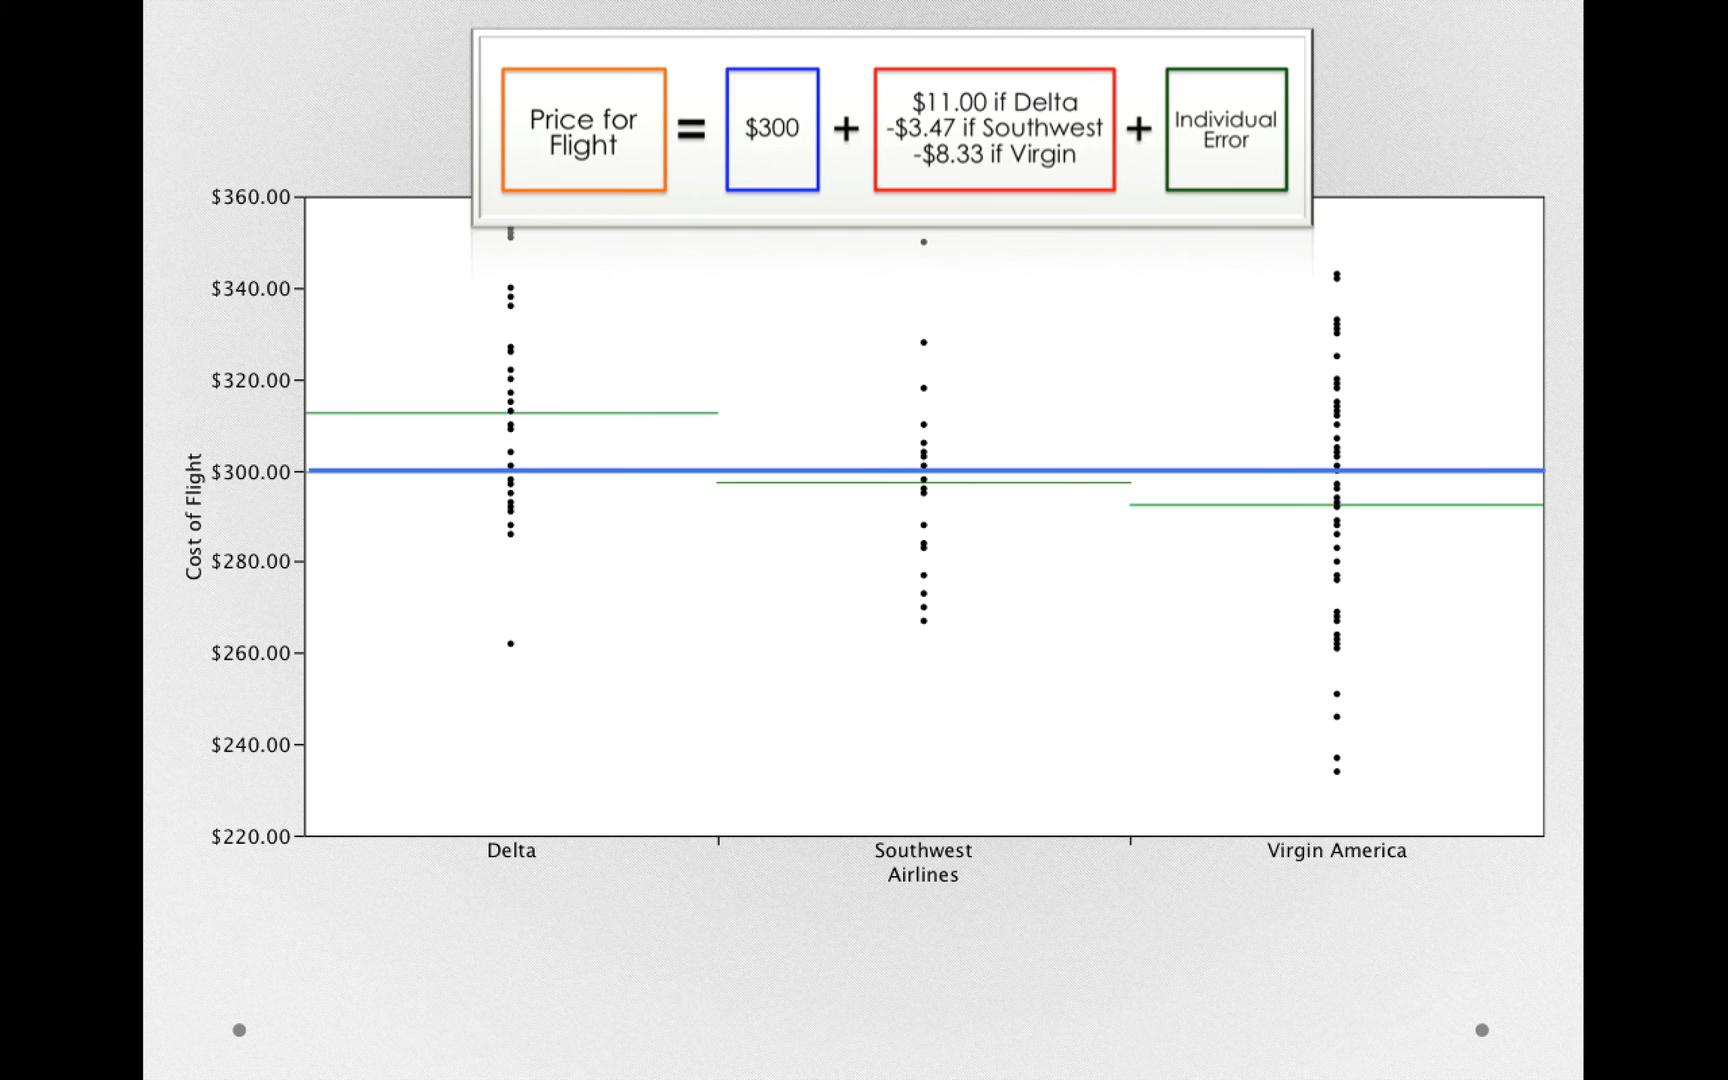 Price for
Flight
=
$300
+
$11.00 if Delta
-$3.47 if Southwest
-$8.33 if Virgin
+
Individual
Error
$360.00
$340.00
$320.00
$300.00
$280.00
$260.00
$240.00
$220.00
Cost of Flight
Delta
Southwest
Virgin America
Airlines